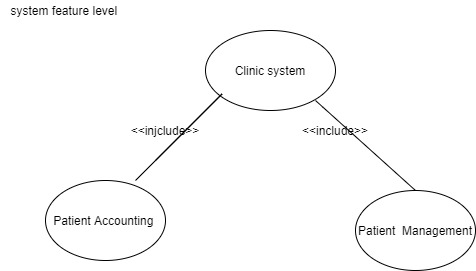 system feature level
Clinic system
<<injclude>>
<<include>>
Patient Accounting
Patient Management